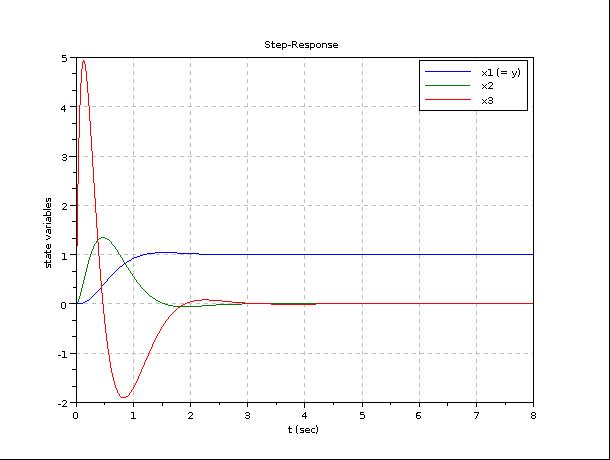 Step-Response
x1 (= y)
x2
x3
state variables
5
4
3
2
1
0
-1
-2
0 1 2 3 4 5 6 7 8
t (sec)